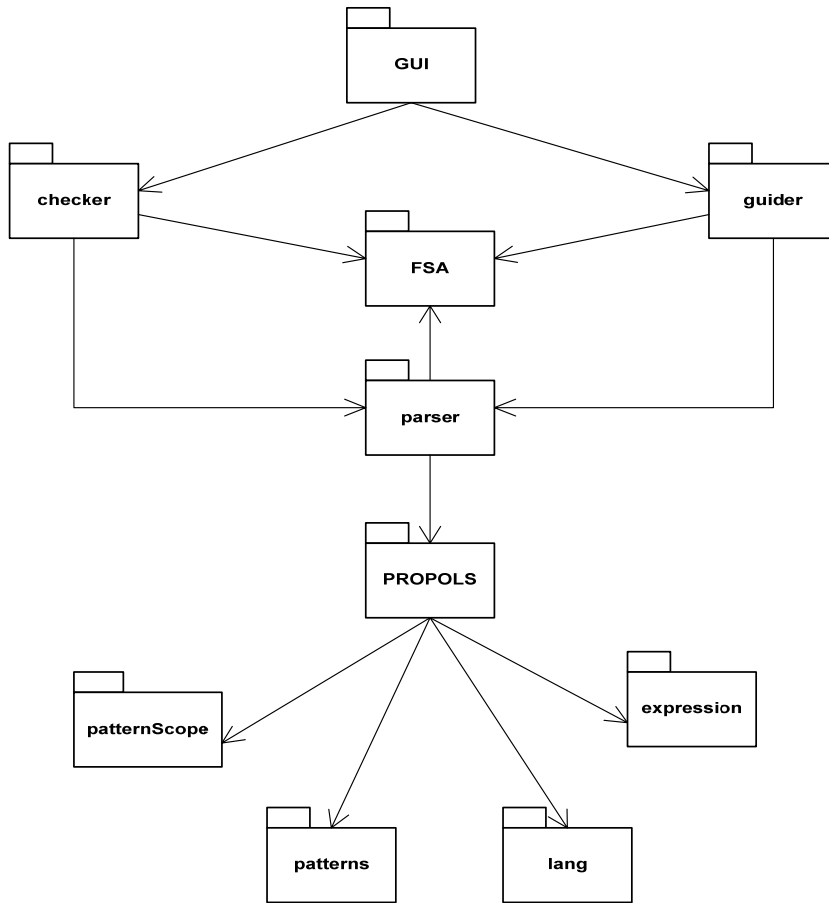 GUI
checker
guider
FSA
parser
PROPOLS
patternScope
expression
patterns
lang